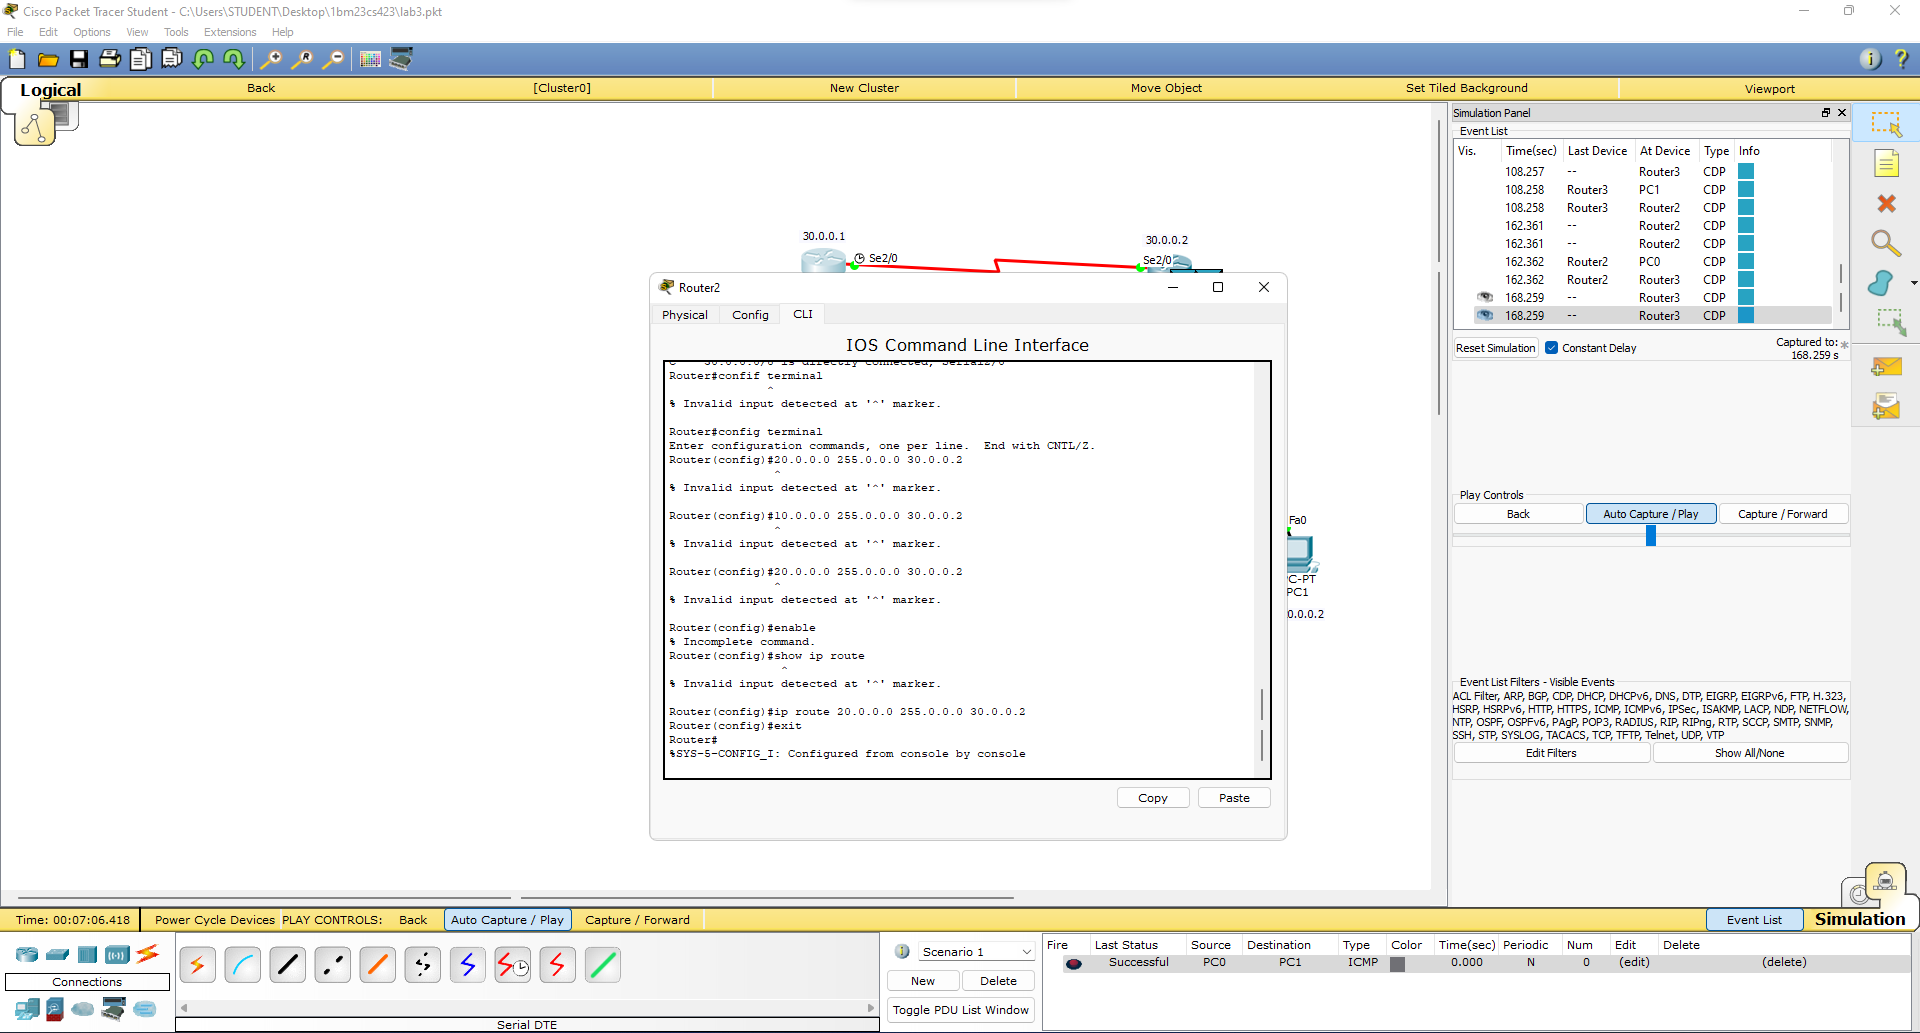 Cisco Packet Tracer Student - C:\Users\STUDENT\Desktop\1bm23cs423\lab3.pkt
File Edit Options View Tools Extensions Help
Logical Back [Cluster0] New Cluster Move Object Set Tiled Background Viewport
30.0.0.1
Se2/0
30.0.0.2
Se2/0
Router2
Physical Config CLI
IOS Command Line Interface
Router#confif terminal
^
% Invalid input detected at '^' marker.
Router#config terminal
Enter configuration commands, one per line. End with CNTL/Z.
Router(config)#20.0.0.0 255.0.0.0 30.0.0.2
^
% Invalid input detected at '^' marker.
Router(config)#10.0.0.0 255.0.0.0 30.0.0.2
^
% Invalid input detected at '^' marker.
Router(config)#20.0.0.0 255.0.0.0 30.0.0.2
^
% Invalid input detected at '^' marker.
Router(config)#enable
% Incomplete command.
Router(config)#show ip route
^
% Invalid input detected at '^' marker.
Router(config)#ip route 20.0.0.0 255.0.0.0 30.0.0.2
Router(config)#exit
Router#
%SYS-5-CONFIG_I: Configured from console by console
Copy Paste
Fa0
C-PT
PC1
0.0.0.2
Simulation Panel
Event List
Vis. Time(sec) Last Device At Device Type Info
108.257 -- Router3 CDP
108.258 Router3 PC1 CDP
108.258 Router3 Router2 CDP
162.361 -- Router2 CDP
162.361 -- Router2 CDP
162.362 Router2 PC0 CDP
162.362 Router2 Router3 CDP
168.259 -- Router3 CDP
168.259 -- Router3 CDP
Reset Simulation Constant Delay Captured to: *
168.259 s
Play Controls
Back Auto Capture / Play Capture / Forward
Event List Filters - Visible Events
ACL Filter, ARP, BGP, CDP, DHCP, DHCPv6, DNS, DTP, EIGRP, EIGRPv6, FTP, H.323,
HSRP, HSRPv6, HTTP, HTTPS, ICMP, ICMPv6, IPSec, ISAKMP, LACP, NDP, NETFLOW,
NTP, OSPF, OSPFv6, PAgP, POP3, RADIUS, RIP, RIPng, RTP, SCCP, SMTP, SNMP,
SSH, STP, SYSLOG, TACACS, TCP, TFTP, Telnet, UDP, VTP
Edit Filters Show All/None
Time: 00:07:06.418 Power Cycle Devices PLAY CONTROLS: Back Auto Capture / Play Capture / Forward Event List Simulation
Connections
Serial DTE
Scenario 1
New Delete
Toggle PDU List Window
Fire Last Status Source Destination Type Color Time(sec) Periodic Num Edit Delete
Successful PC0 PC1 ICMP 0.000 N 0 (edit) (delete)